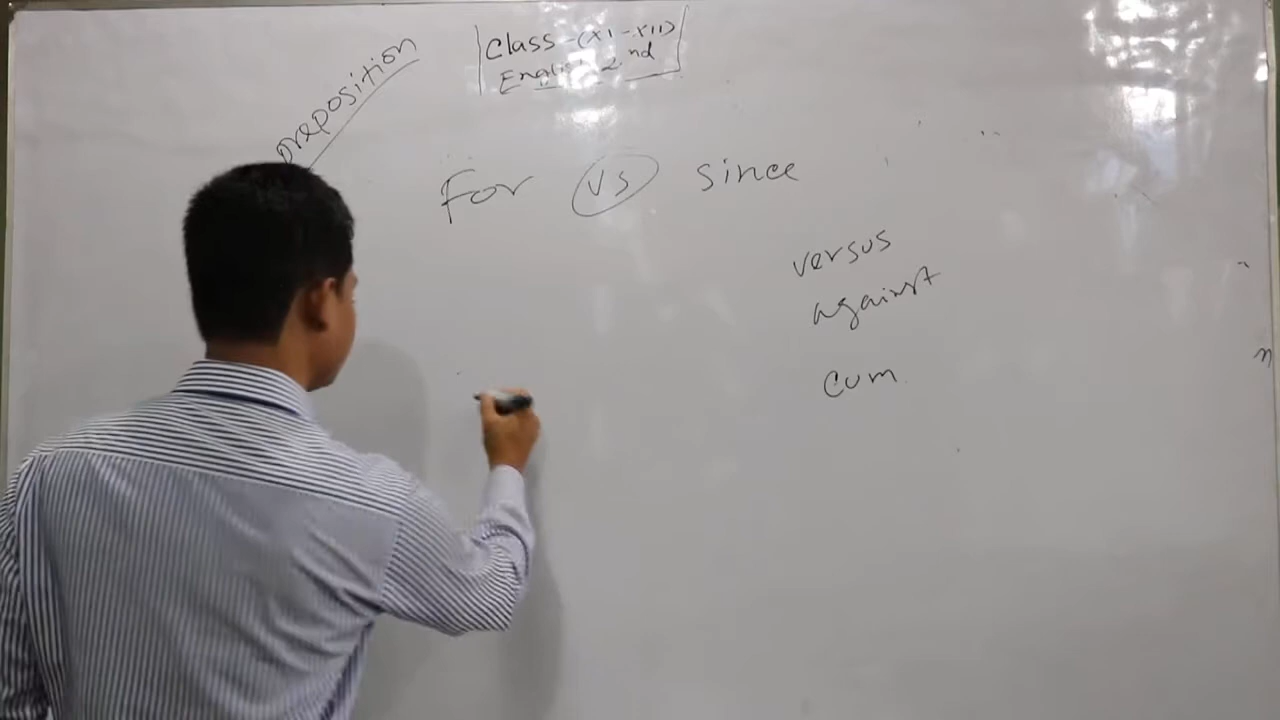 preposition
Class-(XI-XII)
English 2nd
For vs since
versus
against
cum
n